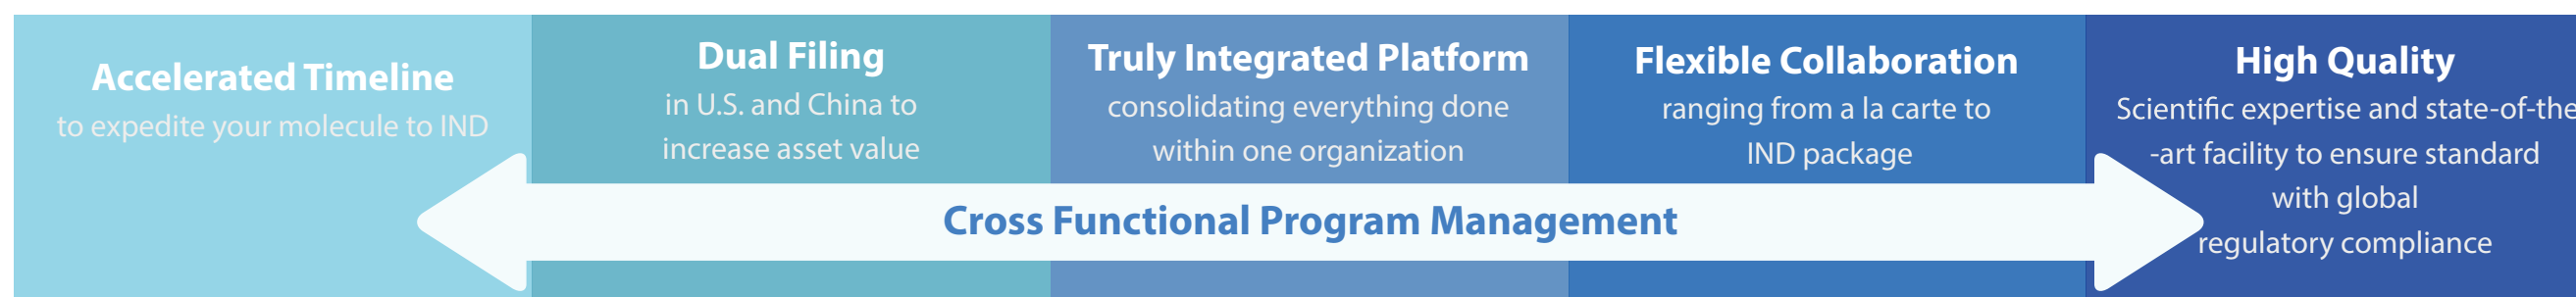 Accelerated Timeline
to expedite your molecule to IND
Dual Filing
in U.S. and China to
increase asset value
Truly Integrated Platform
consolidating everything done
within one organization
Flexible Collaboration
ranging from a la carte to
IND package
High Quality
Scientific expertise and state-of-the
-art facility to ensure standard
with global
regulatory compliance
Cross Functional Program Management